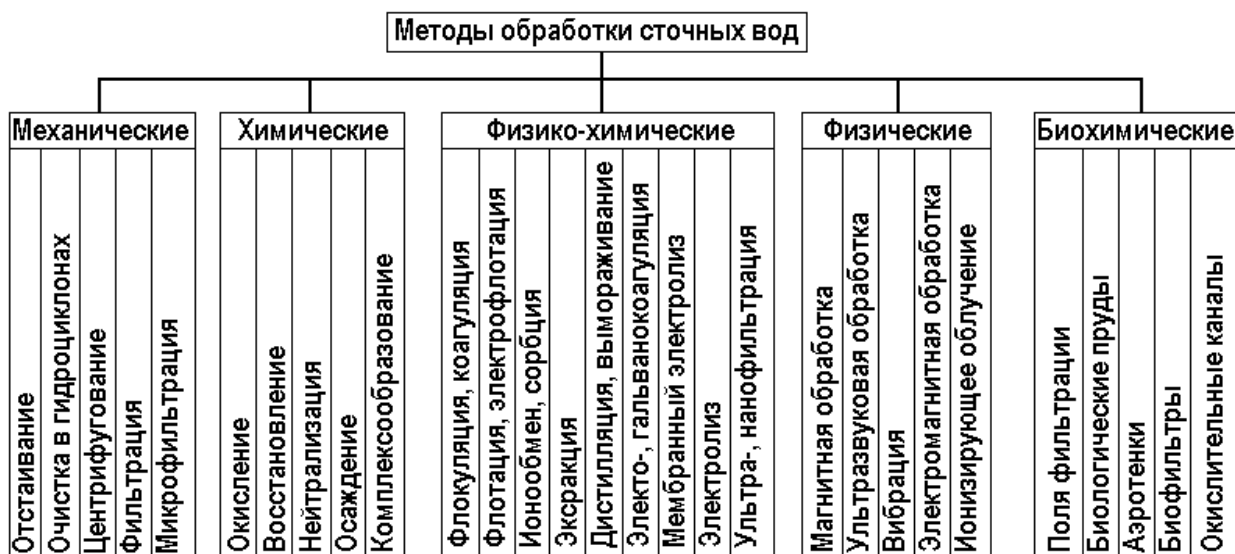 Методы обработки сточных вод
Механические
Отстаивание
Очистка в гидроциклонах
Центрифугование
Фильтрация
Микрофильтрация
Химические
Окисление
Восстановление
Нейтрализация
Осаждение
Комплексообразование
Физико-химические
Флокуляция, коагуляция
Флотация, электрофлотация
Ионообмен, сорбция
Эксракция
Дистилляция, вымораживание
Электо-, гальванокоагуляция
Мембранный электролиз
Электролиз
Ультра-, нанофильтрация
Физические
Магнитная обработка
Ультразвуковая обработка
Вибрация
Электромагнитная обработка
Ионизирующее облучение
Биохимические
Поля фильтрации
Биологические пруды
Аэротенки
Биофильтры
Окислительные каналы